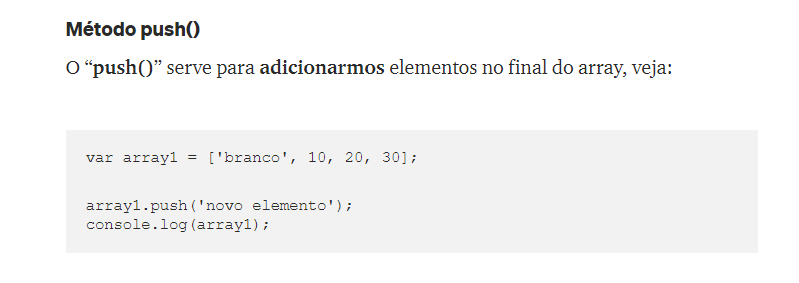 Método push()
O “push()” serve para adicionarmos elementos no final do array, veja:
var array1 = ['branco', 10, 20, 30];
array1.push('novo elemento');
console.log(array1);